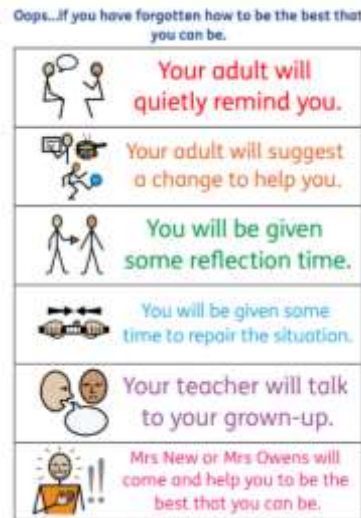 Oops...if you have forgotten how to be the best that
you can be.
Your adult will
quietly remind you.
Your adult will suggest
a change to help you.
You will be given
some reflection time.
You will be given some
time to repair the situation.
Your teacher will talk
to your grown-up.
Mrs New or Mrs Owens will
come and help you to be the
best that you can be.